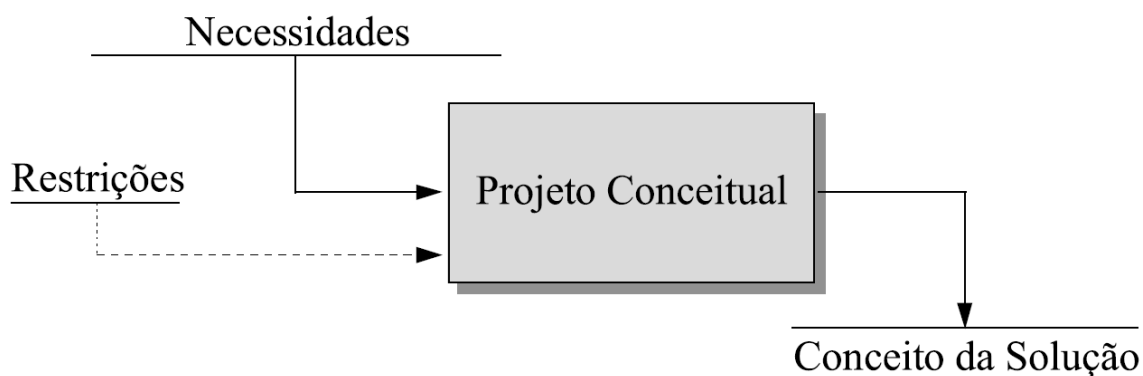 Necessidades
Restrições
Projeto Conceitual
Conceito da Solução